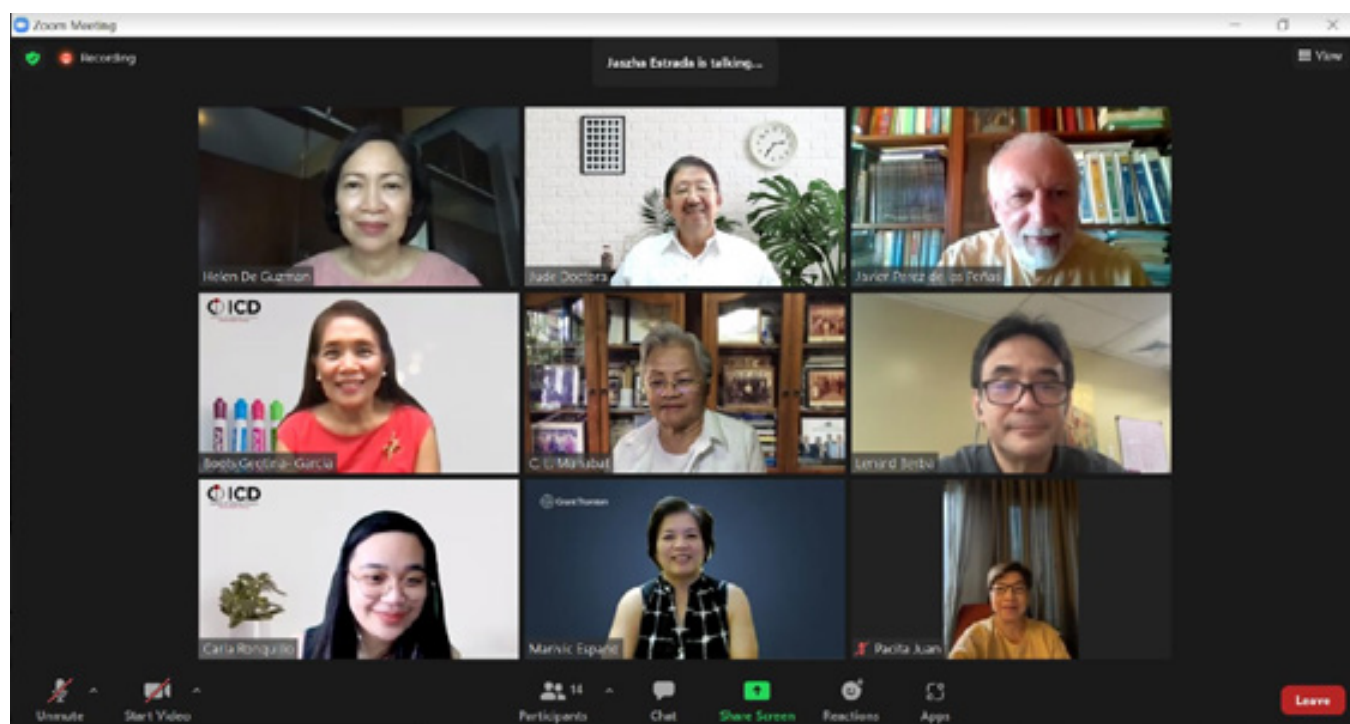 Zoom Meeting
Recording
Jaszha Estrada is talking...
View
Helen De Guzman
Jude Doctora
Javier Perez de las Peñas
ICD
Boots Geotina- Garcia
C. L. Manabat
Lenard Berba
ICD
Carla Ronquillo
Grant Thornton
Marivic Españo
Pacita Juan
Unmute
Start Video
14
Participants
Chat
Share Screen
Reactions
Apps
Leave